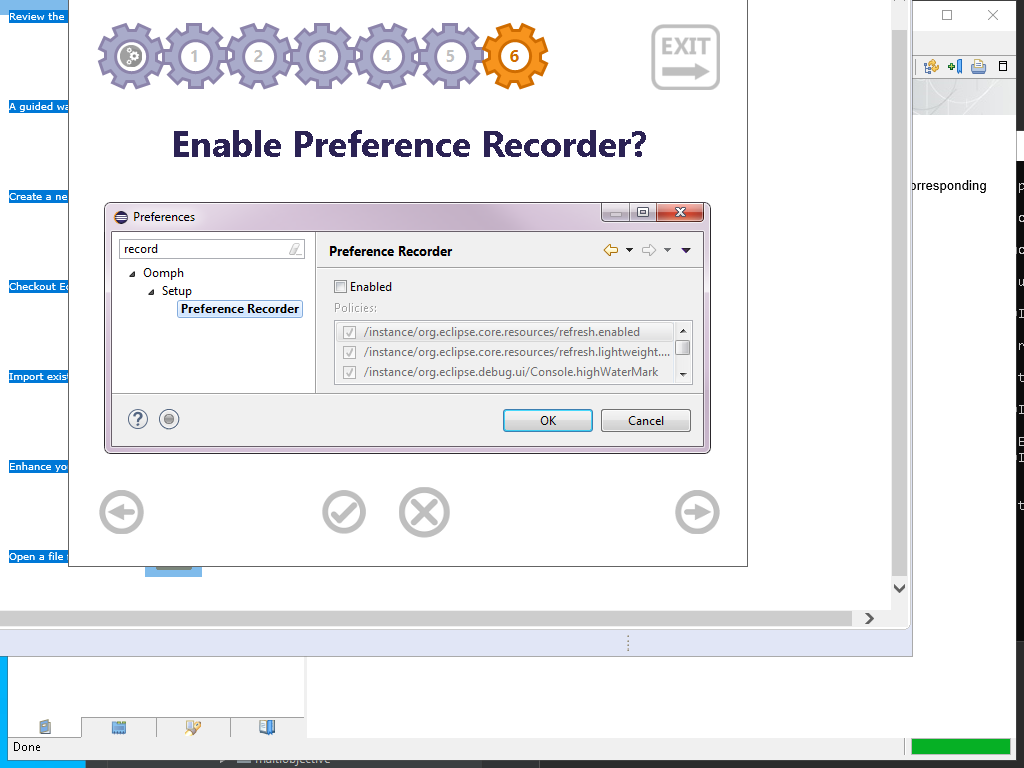 Review the
1 2 3 4 5 6
EXIT
A guided wa
Enable Preference Recorder?
orresponding
Create a ne
Preferences
record
Preference Recorder
Oomph
Setup
Preference Recorder
Enabled
Policies:
/instance/org.eclipse.core.resources/refresh.enabled
/instance/org.eclipse.core.resources/refresh.lightweight....
/instance/org.eclipse.debug.ui/Console.highWaterMark
Checkout Ec
Import exist
OK
Cancel
Enhance you
Open a file
Done
multiobjective